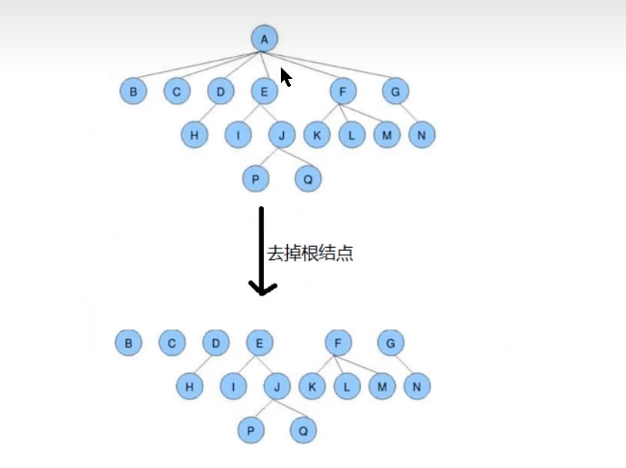 A
B C D E F G
H I J K L M N
P Q
去掉根结点
B C D E F G
H I J K L M N
P Q